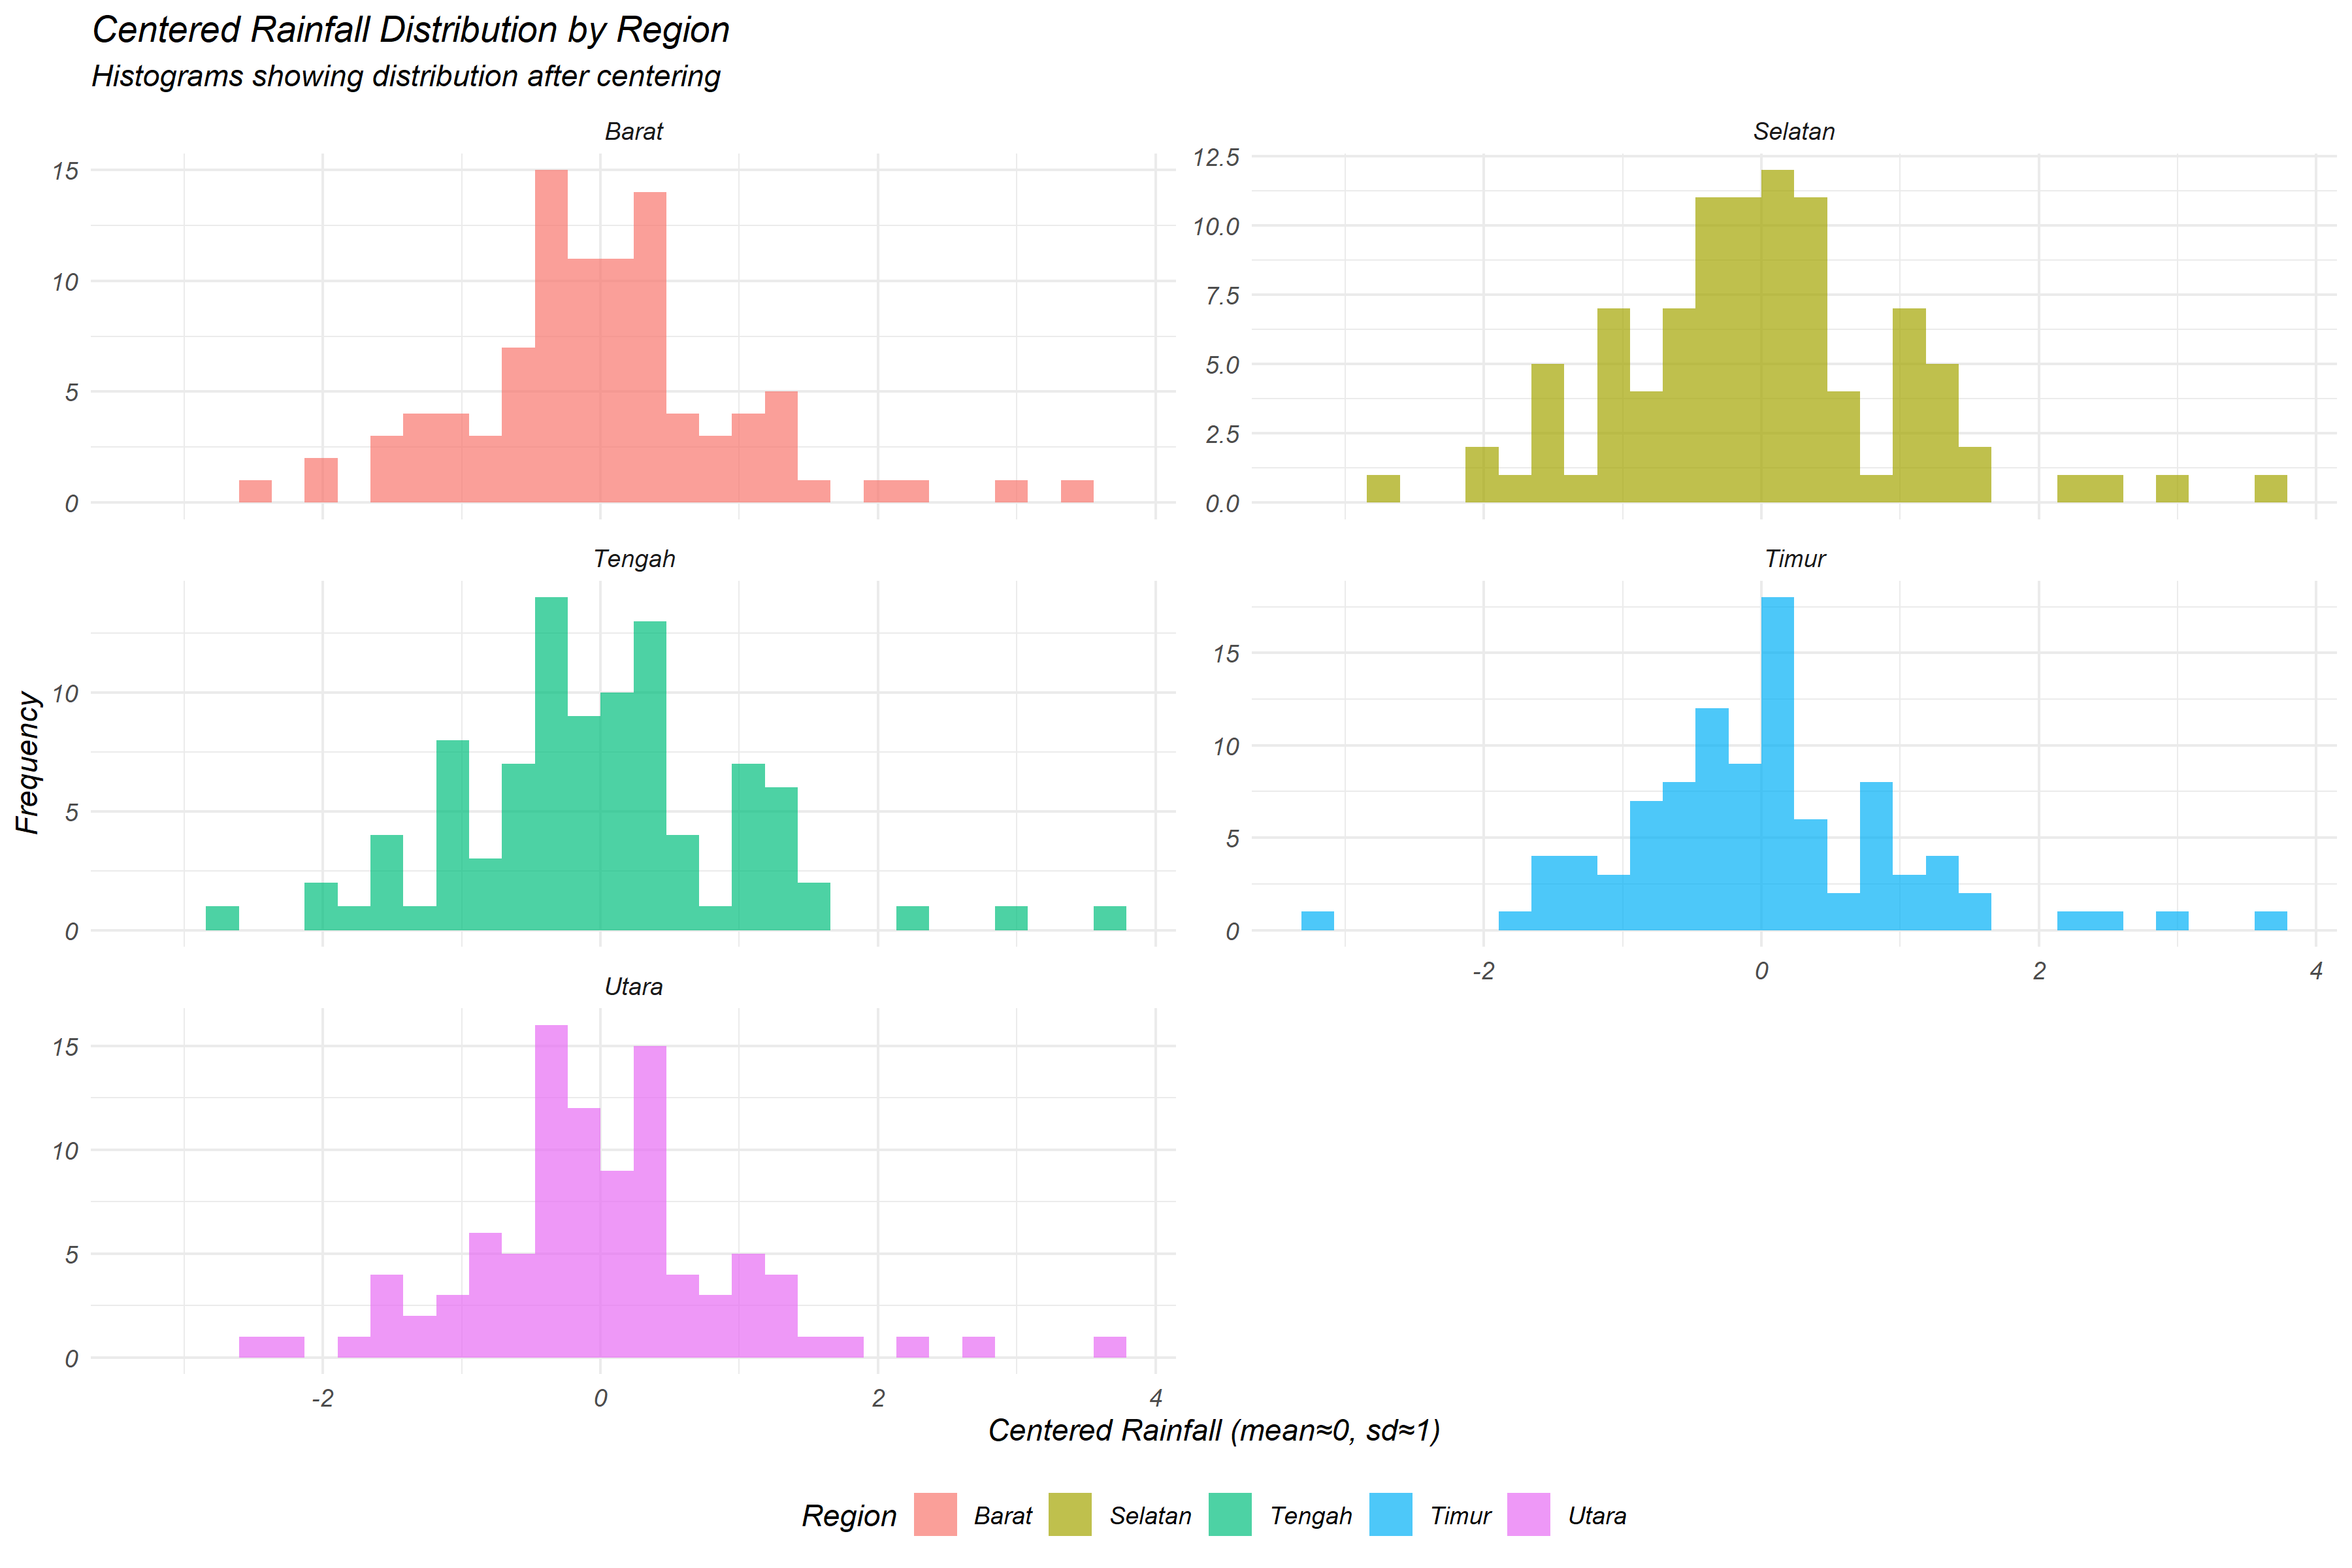 Centered Rainfall Distribution by Region
Histograms showing distribution after centering
Barat
15
10
5
0
Selatan
12.5
10.0
7.5
5.0
2.5
0.0
Tengah
10
5
0
Timur
15
10
5
0
-2 0 2 4
Utara
15
10
5
0
-2 0 2 4
Frequency
Centered Rainfall (mean≈0, sd≈1)
Region Barat Selatan Tengah Timur Utara